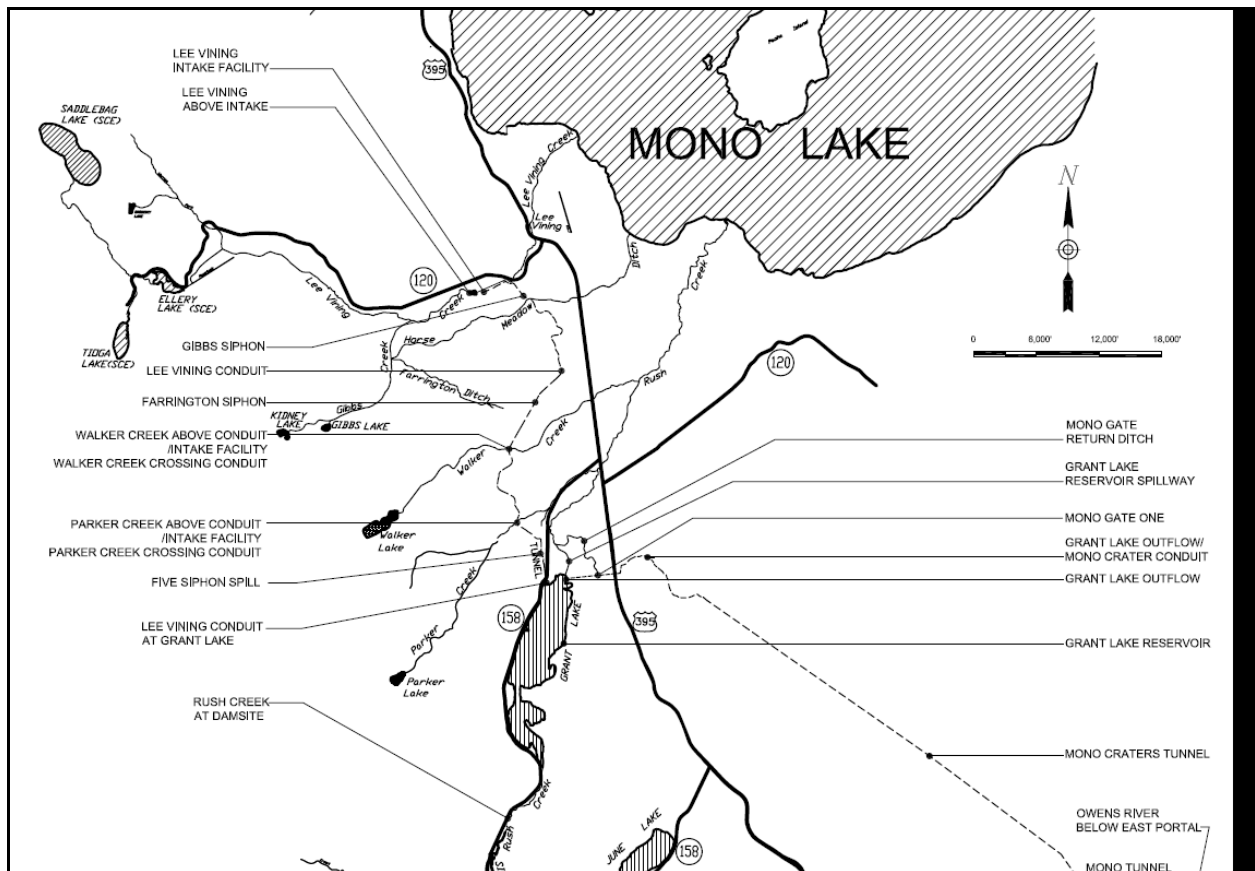 LEE VINING
INTAKE FACILITY
LEE VINING
ABOVE INTAKE
395
SADDLEBAG
LAKE (SCE)
MONO LAKE
N
Lee Vining Creek
Lee
Vining
Ditch
Creek
120
Lee Vining
Creek
ELLERY
LAKE (SCE)
TIOGA
LAKE(SCE)
GIBBS SIPHON
Horse
Meadow
0 6,000' 12,000' 18,000'
LEE VINING CONDUIT
Creek
Farrington Ditch
120
Rush
FARRINGTON SIPHON
Gibbs
KIDNEY
LAKE
GIBBS LAKE
WALKER CREEK ABOVE CONDUIT
/INTAKE FACILITY
WALKER CREEK CROSSING CONDUIT
Walker
Creek
MONO GATE
RETURN DITCH
GRANT LAKE
RESERVOIR SPILLWAY
Walker
Lake
PARKER CREEK ABOVE CONDUIT
/INTAKE FACILITY
PARKER CREEK CROSSING CONDUIT
MONO GATE ONE
TUNNEL
GRANT LAKE OUTFLOW/
MONO CRATER CONDUIT
FIVE SIPHON SPILL
Creek
GRANT LAKE OUTFLOW
LEE VINING CONDUIT
AT GRANT LAKE
158
395
Parker
GRANT LAKE
GRANT LAKE RESERVOIR
Parker
Lake
RUSH CREEK
AT DAMSITE
MONO CRATERS TUNNEL
Creek
Rush
OWENS RIVER
BELOW EAST PORTAL
JUNE LAKE
158
MONO TUNNEL